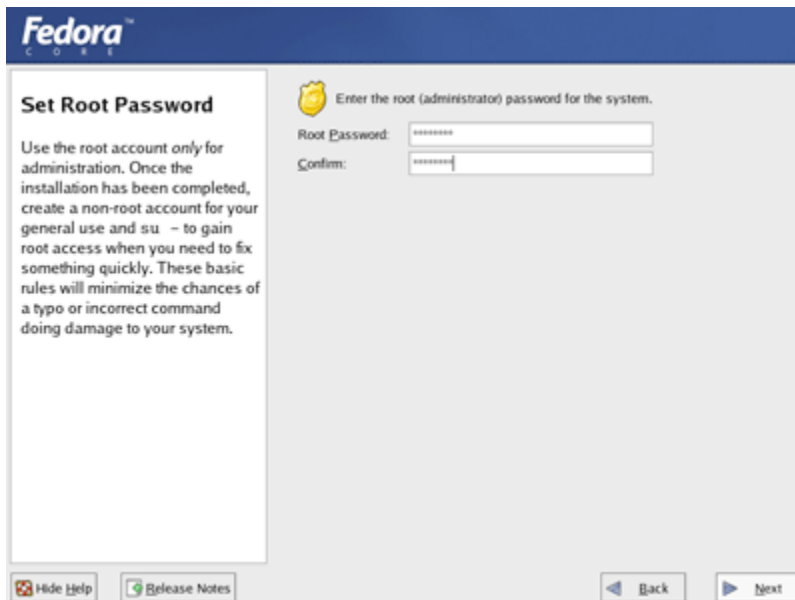 Fedora™
CORE
Set Root Password
Use the root account only for
administration. Once the
installation has been completed,
create a non-root account for your
general use and su - to gain
root access when you need to fix
something quickly. These basic
rules will minimize the chances of
a typo or incorrect command
doing damage to your system.
Enter the root (administrator) password for the system.
Root Password: ********
Confirm: ********
Hide Help
Release Notes
Back
Next